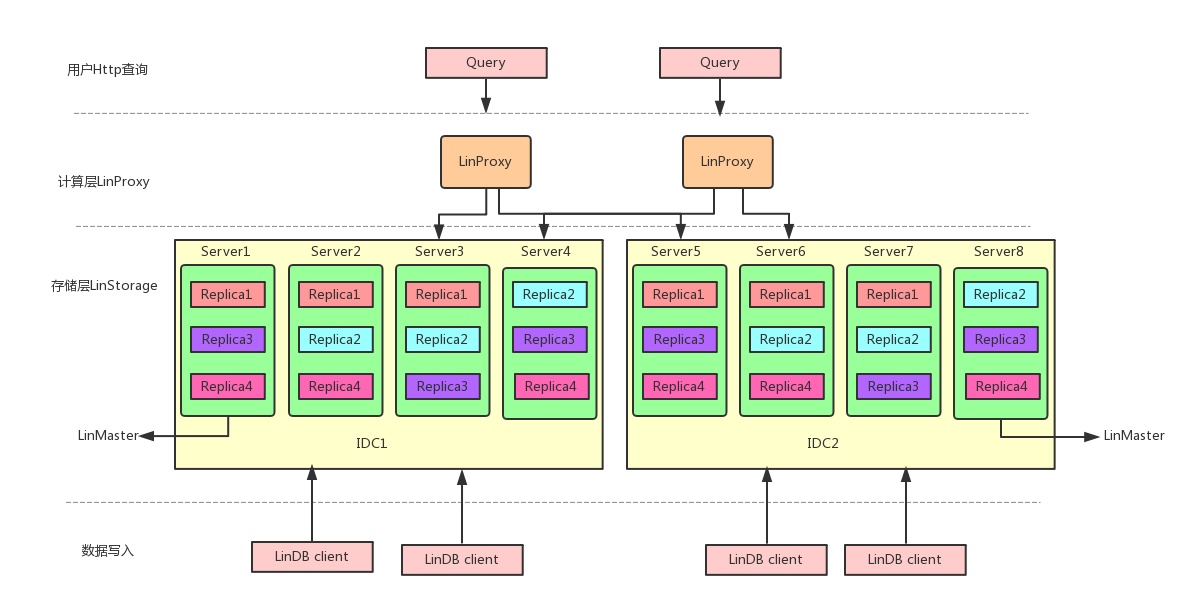 用户Http查询
Query
Query
计算层LinProxy
LinProxy
LinProxy
存储层LinStorage
Server1
Server2
Server3
Server4
Server5
Server6
Server7
Server8
Replica1
Replica1
Replica1
Replica2
Replica1
Replica1
Replica1
Replica2
Replica3
Replica2
Replica2
Replica3
Replica3
Replica2
Replica2
Replica3
Replica4
Replica4
Replica3
Replica4
Replica4
Replica4
Replica3
Replica4
LinMaster
IDC1
IDC2
LinMaster
数据写入
LinDB client
LinDB client
LinDB client
LinDB client